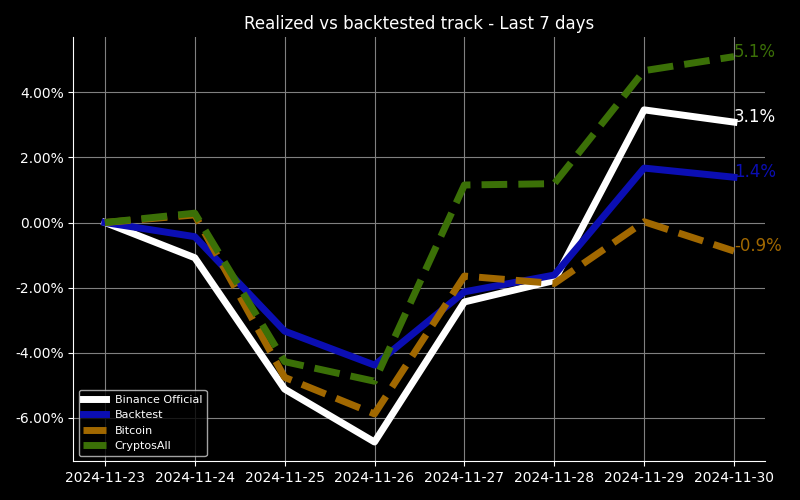 Realized vs backtested track - Last 7 days
5.1%
4.00%
3.1%
2.00%
1.4%
0.00%
-0.9%
-2.00%
-4.00%
-6.00%
Binance Official
Backtest
Bitcoin
CryptosAll
2024-11-23 2024-11-24 2024-11-25 2024-11-26 2024-11-27 2024-11-28 2024-11-29 2024-11-30